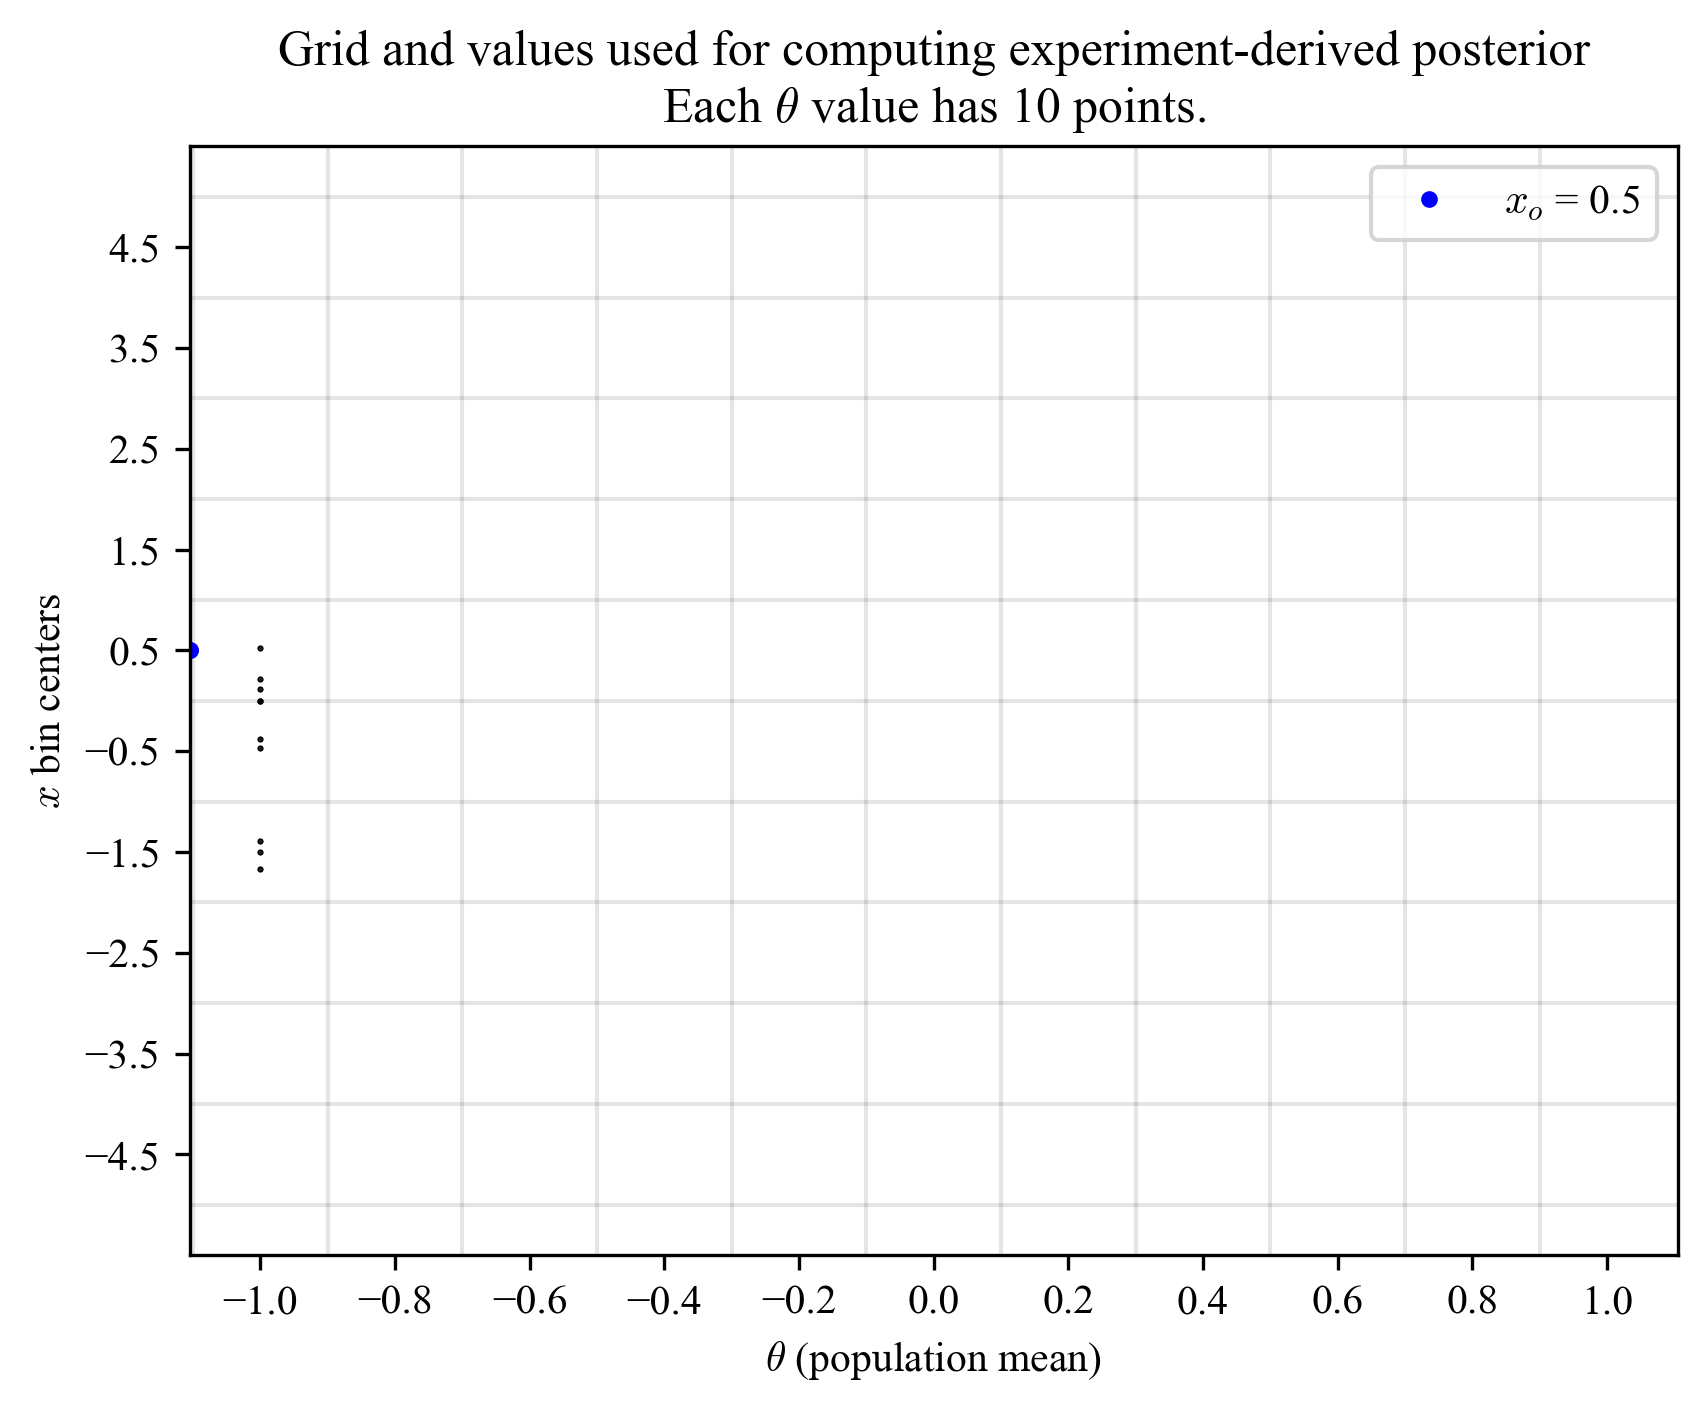 Grid and values used for computing experiment-derived posterior
Each θ value has 10 points.
xₒ = 0.5
4.5
3.5
2.5
1.5
0.5
−0.5
−1.5
−2.5
−3.5
−4.5
x bin centers
−1.0 −0.8 −0.6 −0.4 −0.2 0.0 0.2 0.4 0.6 0.8 1.0
θ (population mean)